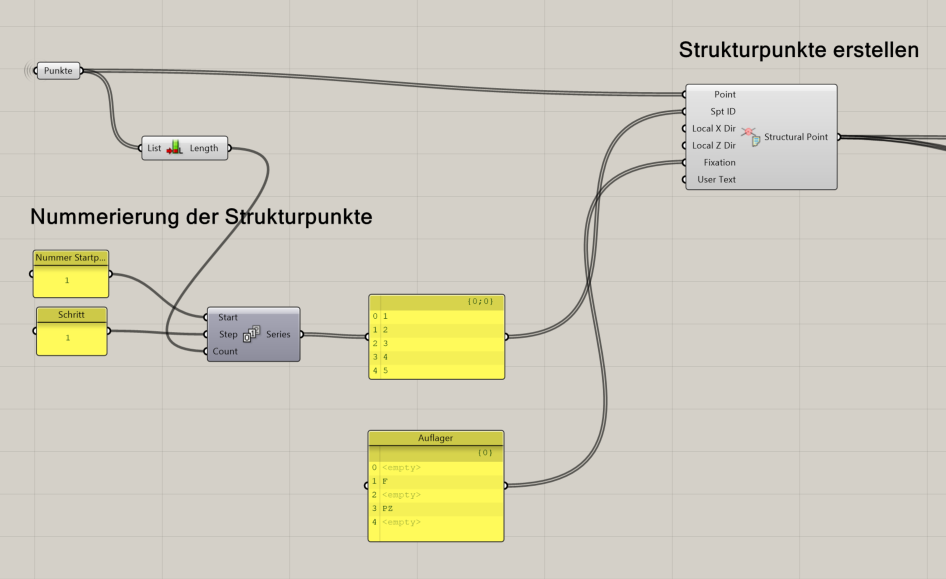 Strukturpunkte erstellen
Punkte
Point
Spt ID
Local X Dir
Local Z Dir
Fixation
User Text
Structural Point
List
Length
Nummerierung der Strukturpunkte
Nummer Startp...
1
Schritt
1
Start
Step
Count
Series
{0;0}
0 1
1 2
2 3
3 4
4 5
Auflager
{0}
0 <empty>
1 F
2 <empty>
3 PZ
4 <empty>